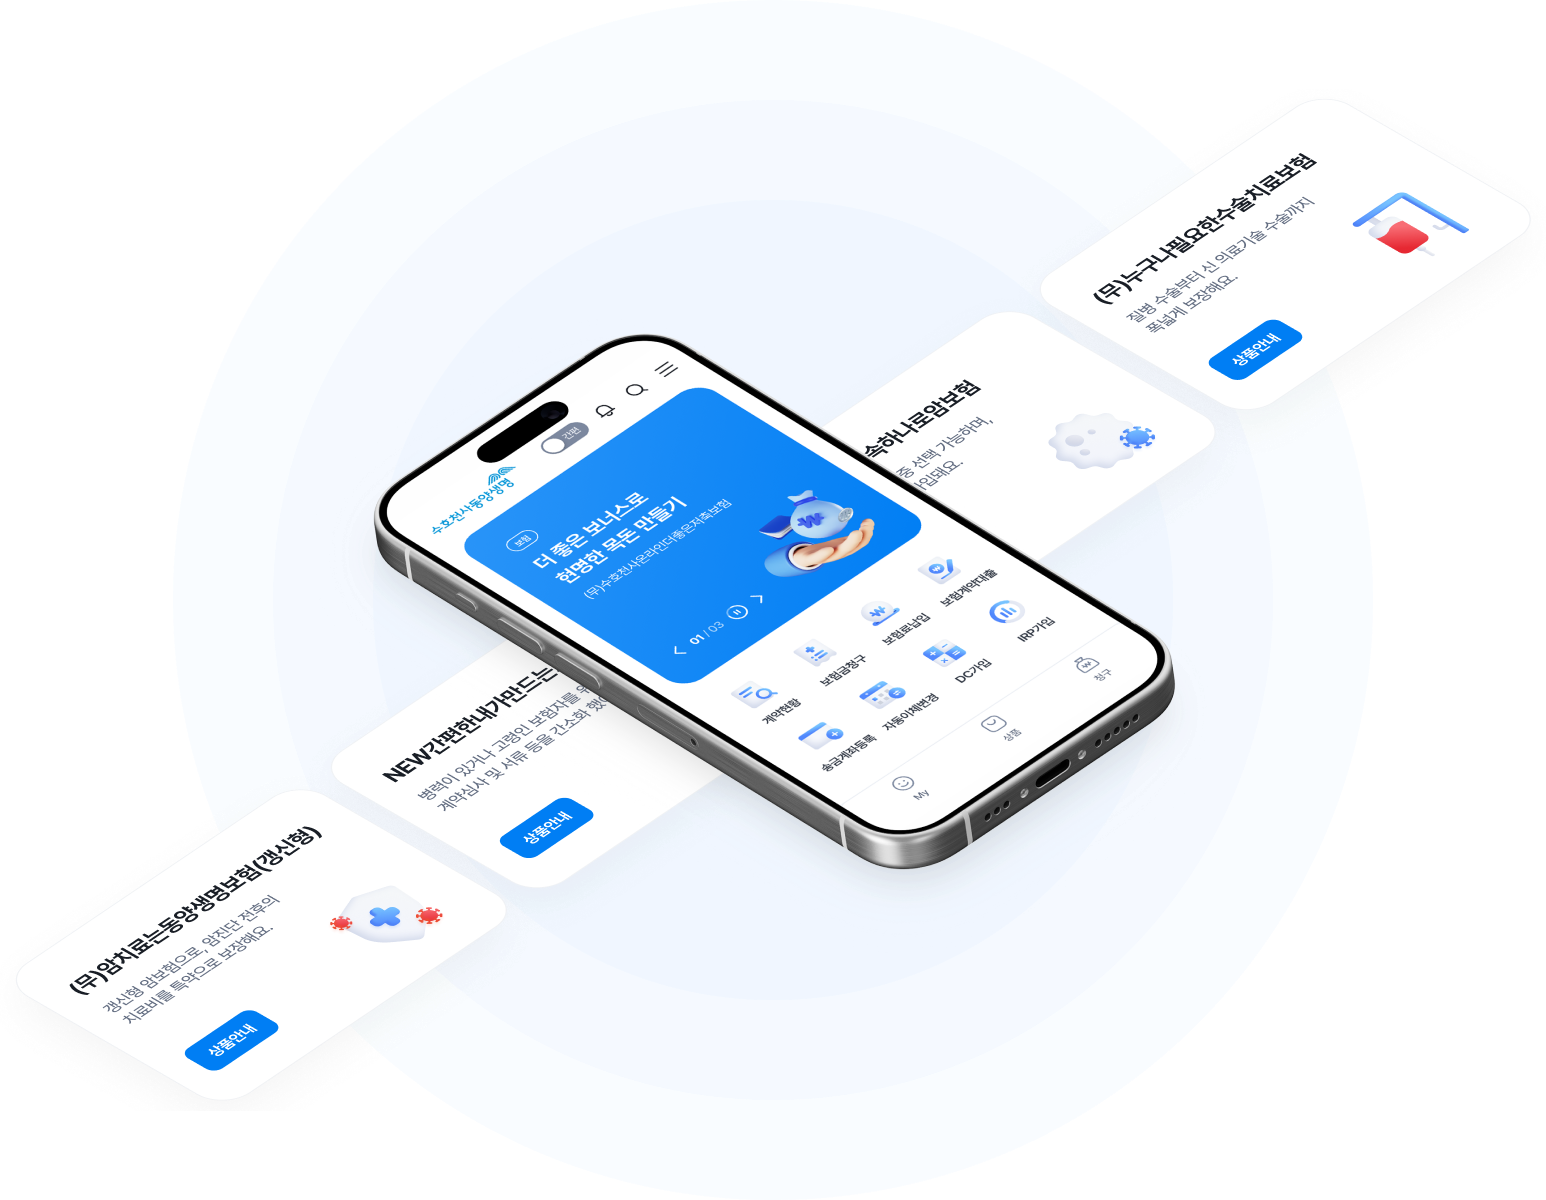 (무)누구나필요한수술치료보험
질병 수술부터 신 의료기술 수술까지
폭넓게 보장해요.
상품안내
속하나로암보험
중 선택 가능하며,
가입돼요.
수호천사동양생명
간편
보험
더 좋은 보너스로
현명한 목돈 만들기
(무)수호천사온라인더좋은저축보험
01 / 03
계약현황
보험금청구
보험료납입
보험계약대출
송금계좌등록
자동이체변경
DC가입
IRP가입
My
상품
청구
NEW간편한내가만드는
병력이 있거나 고령인 보험자를 위
계약심사 및 서류 등을 간소화 했
상품안내
(무)암치료는동양생명보험(갱신형)
갱신형 암보험으로, 암진단 전후의
치료비를 특약으로 보장해요.
상품안내